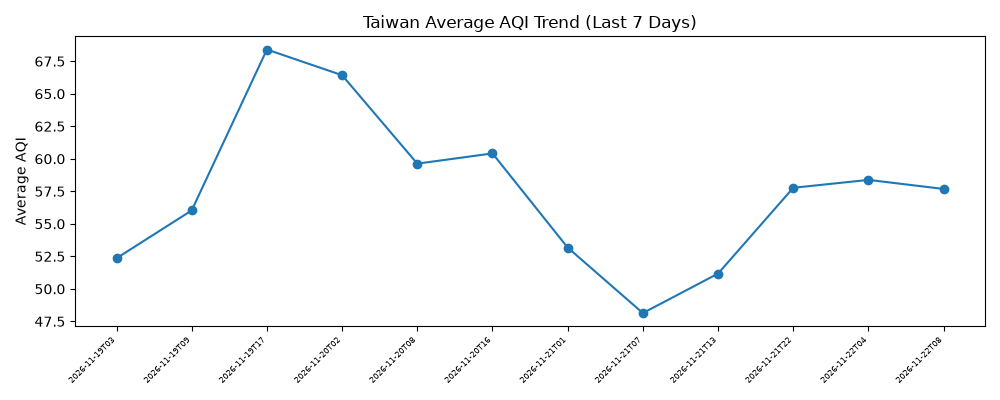 Taiwan Average AQI Trend (Last 7 Days)
Average AQI
67.5
65.0
62.5
60.0
57.5
55.0
52.5
50.0
47.5
2026-11-19T03
2026-11-19T09
2026-11-19T17
2026-11-20T02
2026-11-20T08
2026-11-20T16
2026-11-21T01
2026-11-21T07
2026-11-21T13
2026-11-21T22
2026-11-22T04
2026-11-22T08